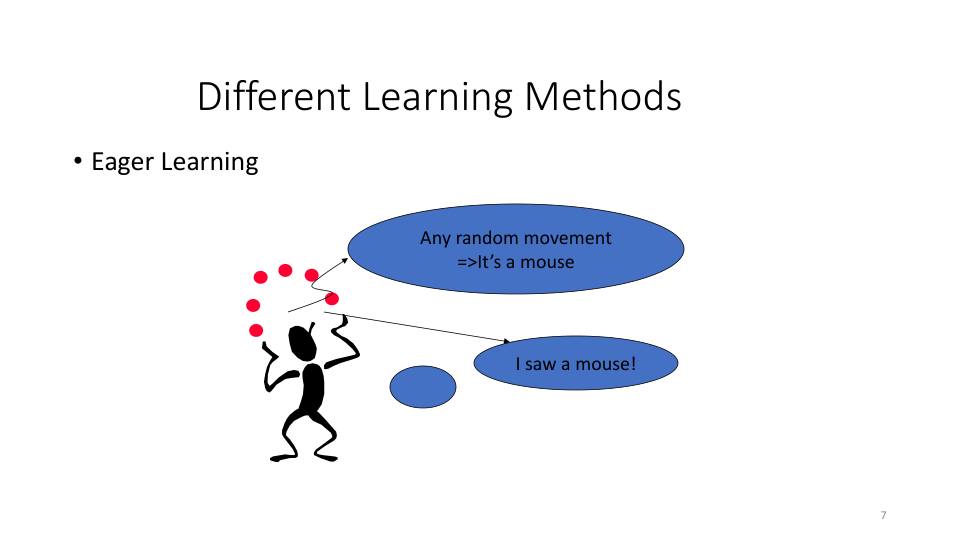 Different Learning Methods
• Eager Learning
Any random movement
=>It’s a mouse
I saw a mouse!
7